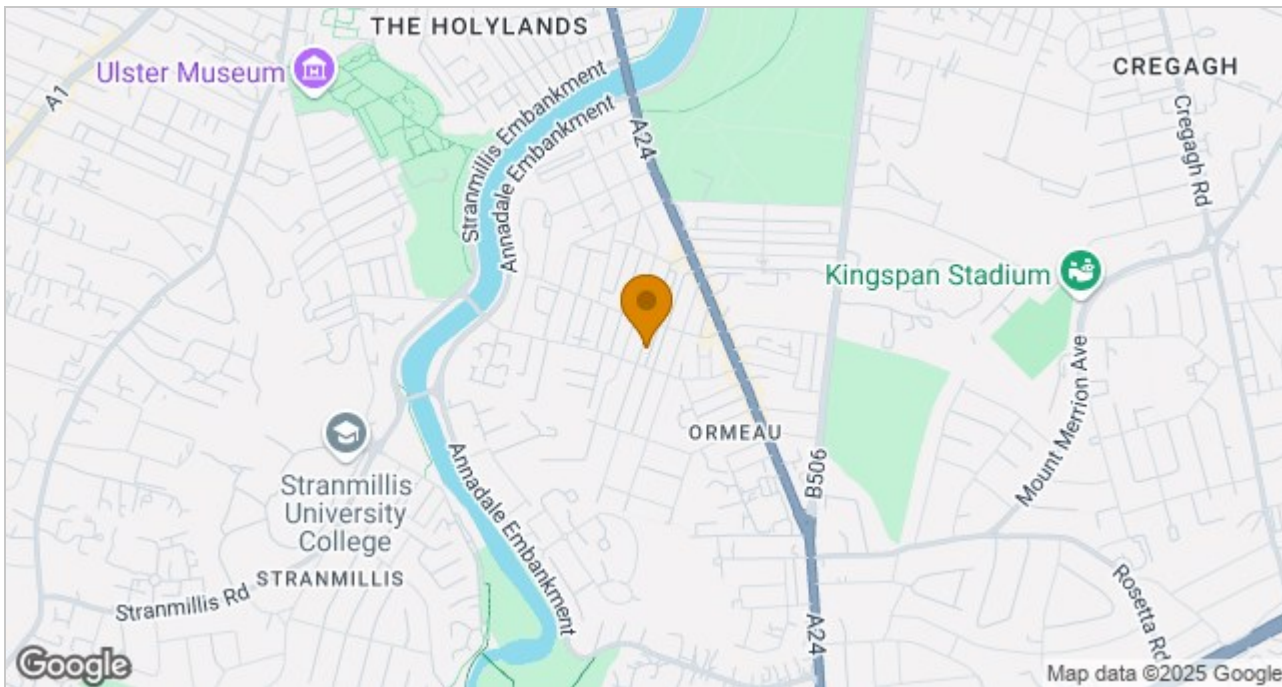 THE HOLYLANDS
Ulster Museum
A1
Stranmillis Embankment
Annadale Embankment
A24
CREGAGH
Cregagh Rd
Kingspan Stadium
ORMEAU
B506
Mount Merrion Ave
Stranmillis
University
College
STRANMILLIS
Stranmillis Rd
Annadale Embankment
A24
Rosetta Rd
Google
Map data ©2025 Google